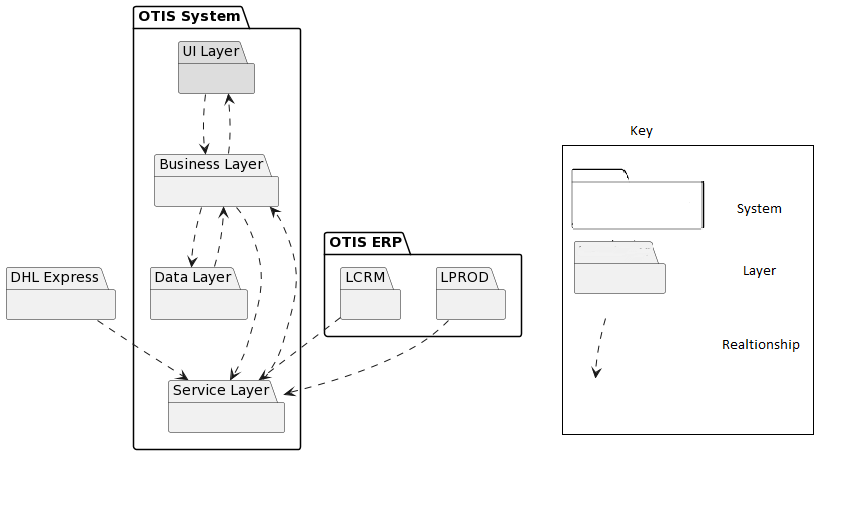 OTIS System
UI Layer
Business Layer
OTIS ERP
DHL Express
Data Layer
LCRM
LPROD
Service Layer
Key
System
Layer
Realtionship